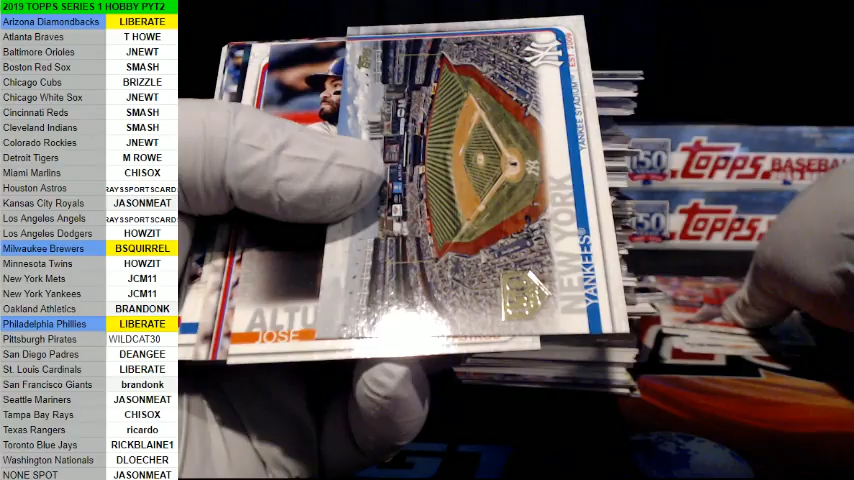 2019 TOPPS SERIES 1 HOBBY PYT2
Arizona Diamondbacks LIBERATE
Atlanta Braves T HOWE
Baltimore Orioles JNEWT
Boston Red Sox SMASH
Chicago Cubs BRIZZLE
Chicago White Sox JNEWT
Cincinnati Reds SMASH
Cleveland Indians SMASH
Colorado Rockies JNEWT
Detroit Tigers M ROWE
Miami Marlins CHISOX
Houston Astros RAYSSPORTSCARD
Kansas City Royals JASONMEAT
Los Angeles Angels RAYSSPORTSCARD
Los Angeles Dodgers HOWZIT
Milwaukee Brewers BSQUIRREL
Minnesota Twins HOWZIT
New York Mets JCM11
New York Yankees JCM11
Oakland Athletics BRANDONK
Philadelphia Phillies LIBERATE
Pittsburgh Pirates WILDCAT30
San Diego Padres DEANGEE
St. Louis Cardinals LIBERATE
San Francisco Giants brandonk
Seattle Mariners JASONMEAT
Tampa Bay Rays CHISOX
Texas Rangers ricardo
Toronto Blue Jays RICKBLAINE1
Washington Nationals DLOECHER
NONE SPOT JASONMEAT
YANKEE STADIUM EST. 2009
NEW YORK
YANKEES®
ALTU
JOSE
150
Topps BASEBALL
150
Topps